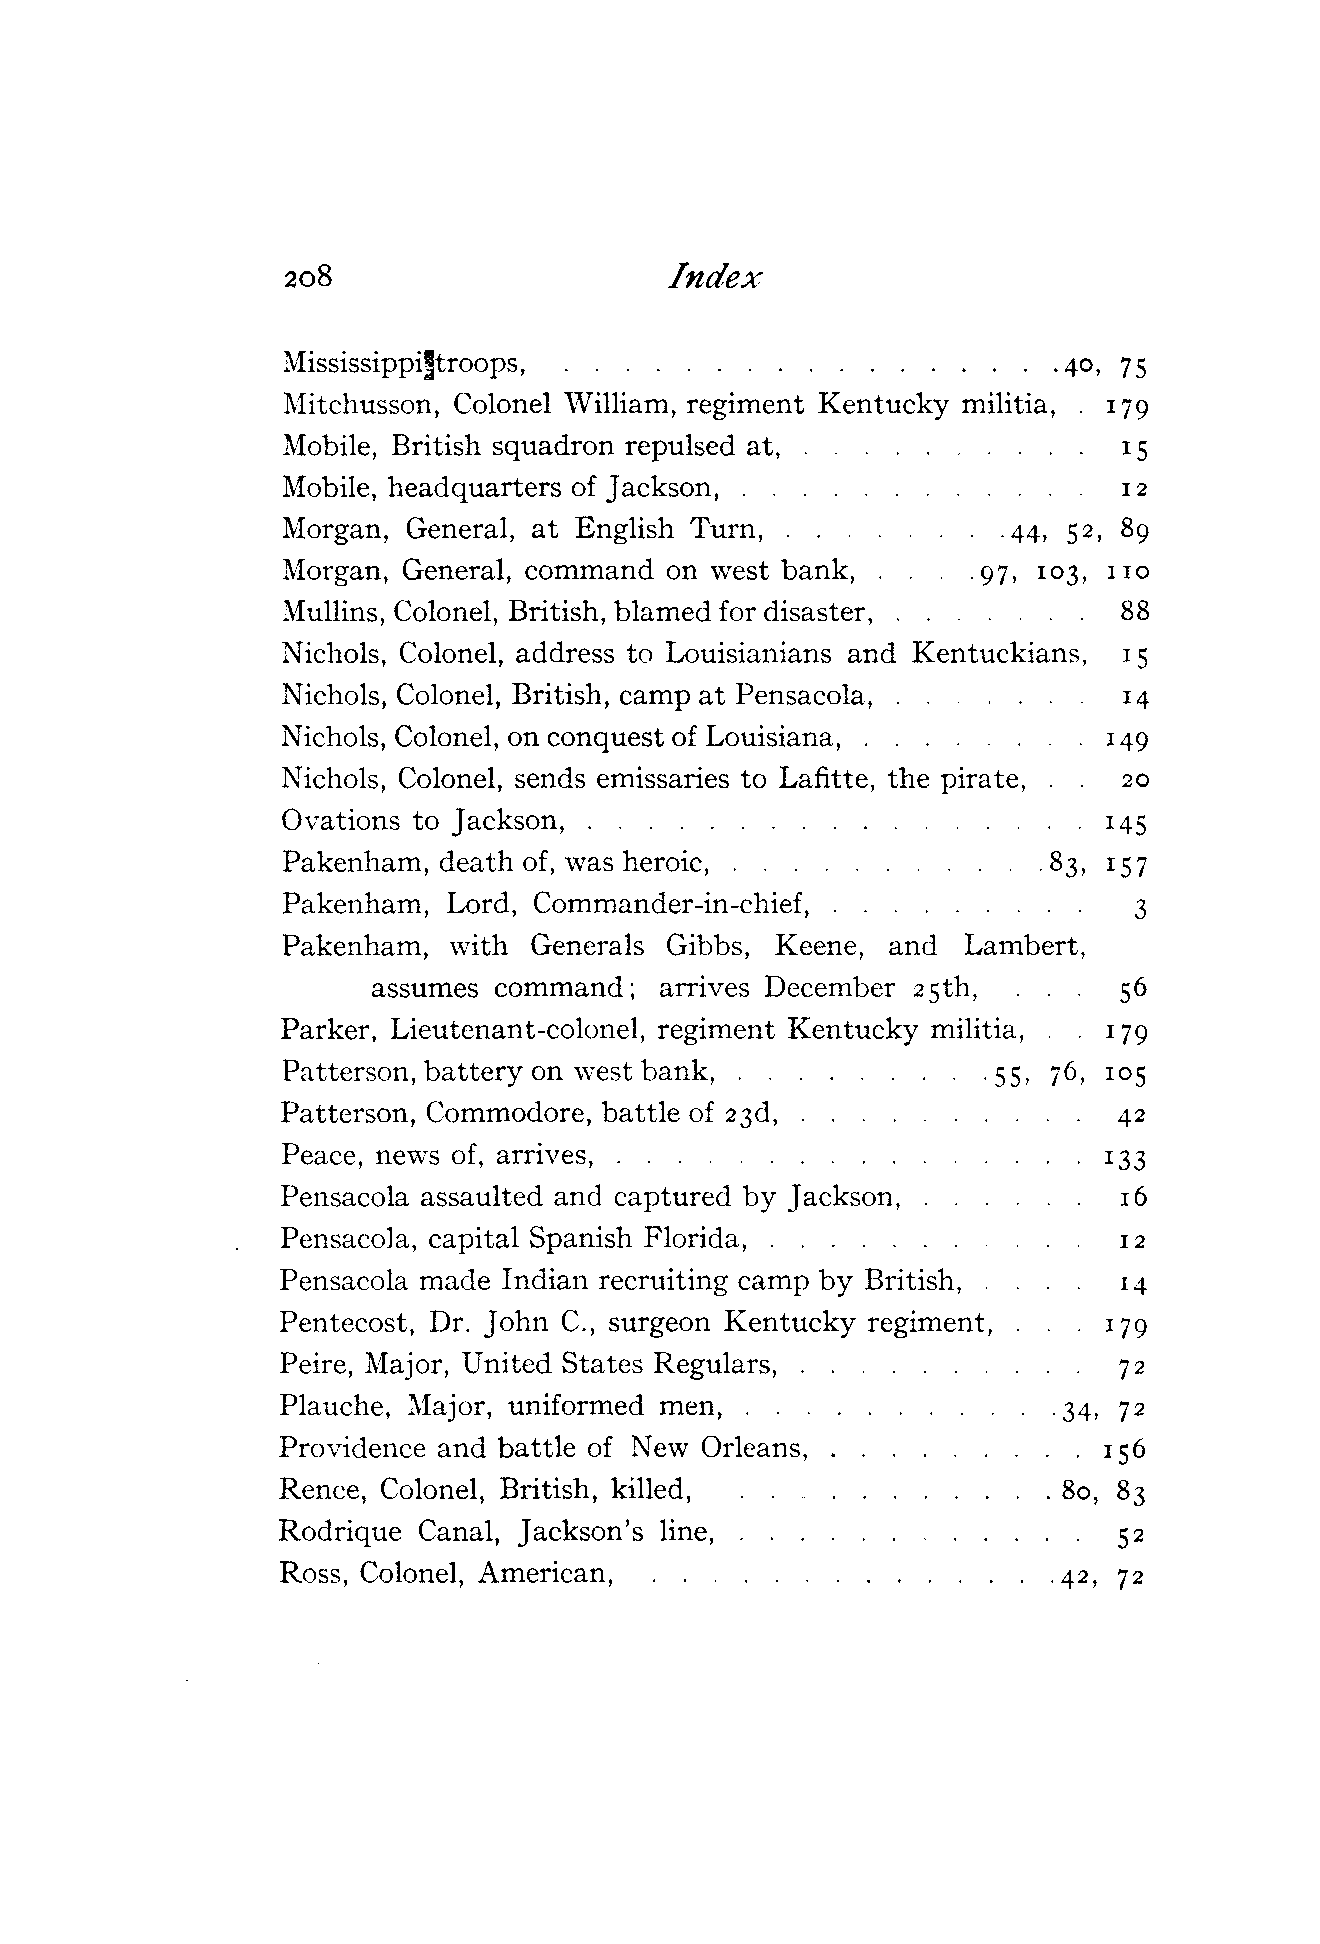 208 Index
Mississippi troops, . . . . . . . . . . . . . . . . . 40, 75
Mitchusson, Colonel William, regiment Kentucky militia, . 179
Mobile, British squadron repulsed at, . . . . . . . . . . 15
Mobile, headquarters of Jackson, . . . . . . . . . . . . 12
Morgan, General, at English Turn, . . . . . . . . 44, 52, 89
Morgan, General, command on west bank, . . . . 97, 103, 110
Mullins, Colonel, British, blamed for disaster, . . . . . . . 88
Nichols, Colonel, address to Louisianians and Kentuckians, 15
Nichols, Colonel, British, camp at Pensacola, . . . . . . . 14
Nichols, Colonel, on conquest of Louisiana, . . . . . . . . 149
Nichols, Colonel, sends emissaries to Lafitte, the pirate, . . 20
Ovations to Jackson, . . . . . . . . . . . . . . . . . 145
Pakenham, death of, was heroic, . . . . . . . . . . . 83, 157
Pakenham, Lord, Commander-in-chief, . . . . . . . . . 3
Pakenham, with Generals Gibbs, Keene, and Lambert,
assumes command; arrives December 25th, . . . 56
Parker, Lieutenant-colonel, regiment Kentucky militia, . . 179
Patterson, battery on west bank, . . . . . . . . . 55, 76, 105
Patterson, Commodore, battle of 23d, . . . . . . . . . . 42
Peace, news of, arrives, . . . . . . . . . . . . . . . . 133
Pensacola assaulted and captured by Jackson, . . . . . . 16
Pensacola, capital Spanish Florida, . . . . . . . . . . . 12
Pensacola made Indian recruiting camp by British, . . . . 14
Pentecost, Dr. John C., surgeon Kentucky regiment, . . . 179
Peire, Major, United States Regulars, . . . . . . . . . . 72
Plauche, Major, uniformed men, . . . . . . . . . . . 34, 72
Providence and battle of New Orleans, . . . . . . . . . 156
Rence, Colonel, British, killed, . . . . . . . . . . . 80, 83
Rodrique Canal, Jackson's line, . . . . . . . . . . . . 52
Ross, Colonel, American, . . . . . . . . . . . . . . 42, 72